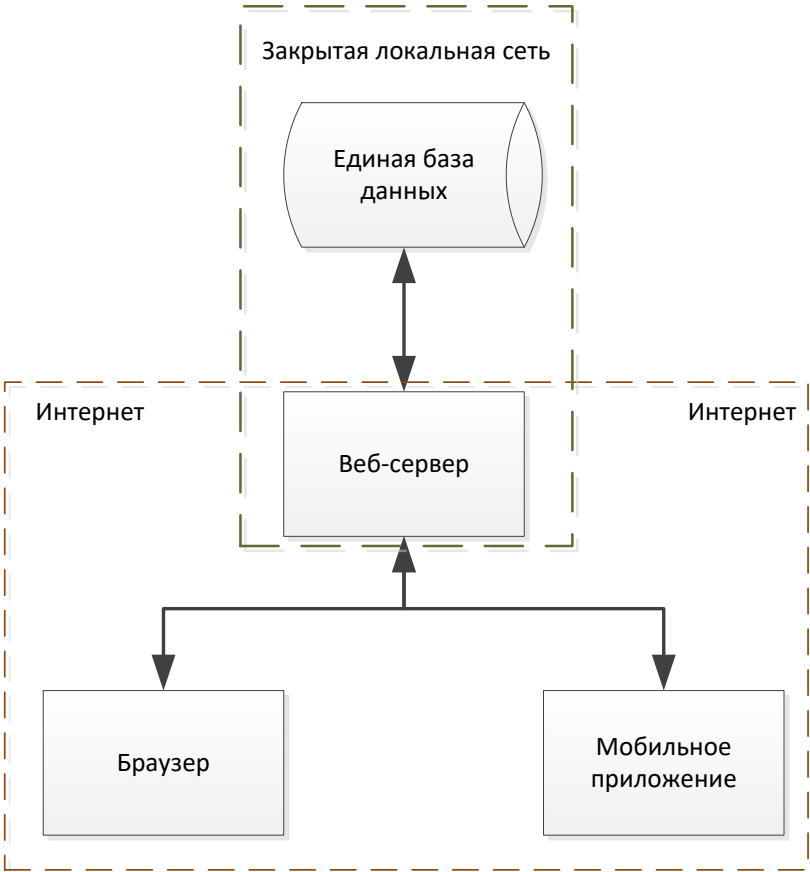 Закрытая локальная сеть
Единая база
данных
Интернет
Интернет
Веб-сервер
Браузер
Мобильное
приложение